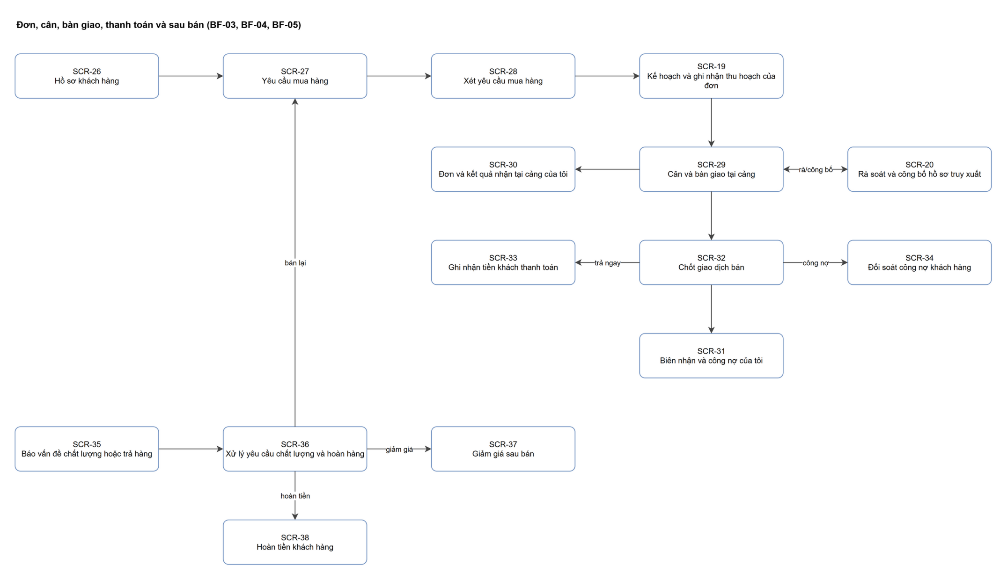 Đơn, cân, bàn giao, thanh toán và sau bán (BF-03, BF-04, BF-05)
SCR-26
Hồ sơ khách hàng
SCR-27
Yêu cầu mua hàng
SCR-28
Xét yêu cầu mua hàng
SCR-19
Kế hoạch và ghi nhận thu hoạch của
đơn
SCR-30
Đơn và kết quả nhận tại cảng của tôi
SCR-29
Cân và bàn giao tại cảng
rà/công bố
SCR-20
Rà soát và công bố hồ sơ truy xuất
bán lại
SCR-33
Ghi nhận tiền khách thanh toán
trả ngay
SCR-32
Chốt giao dịch bán
công nợ
SCR-34
Đối soát công nợ khách hàng
SCR-31
Biên nhận và công nợ của tôi
SCR-35
Báo vấn đề chất lượng hoặc trả hàng
SCR-36
Xử lý yêu cầu chất lượng và hoàn hàng
giảm giá
SCR-37
Giảm giá sau bán
hoàn tiền
SCR-38
Hoàn tiền khách hàng